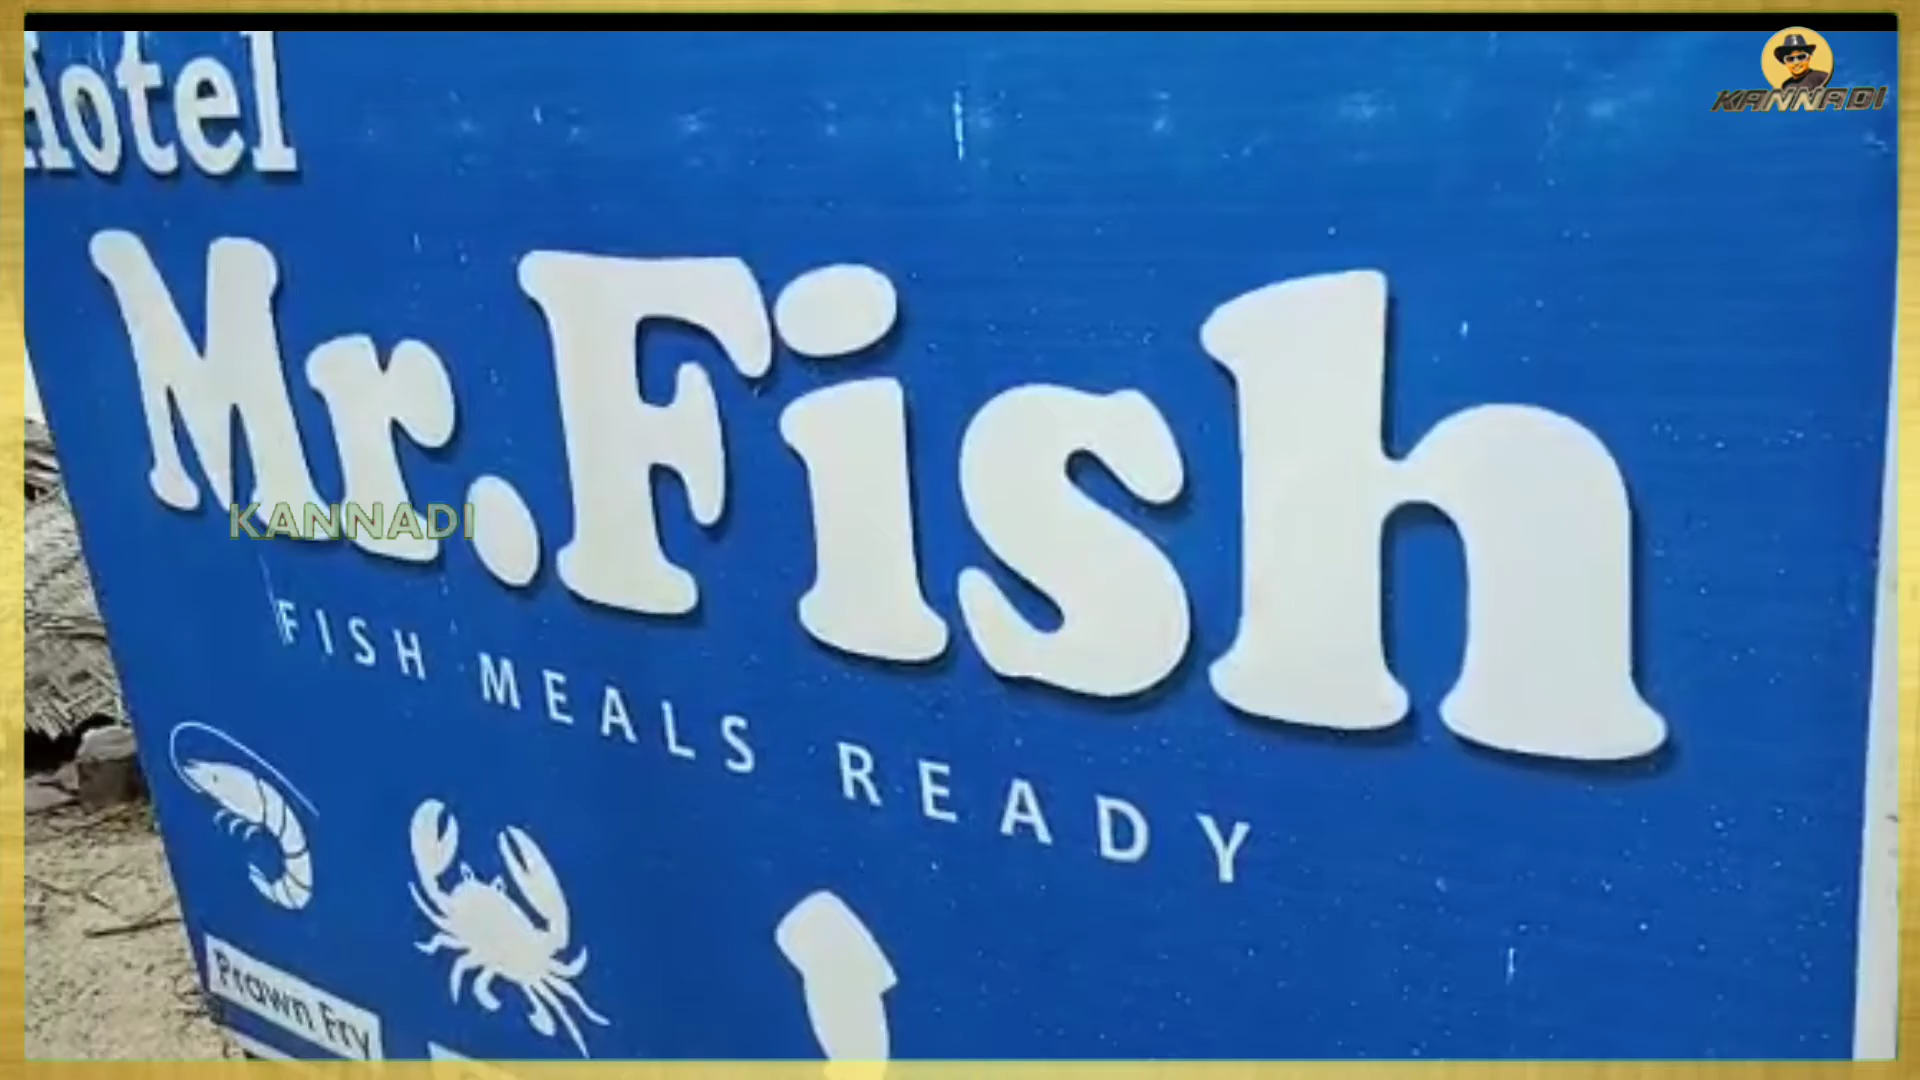 Hotel
KANNADI
Mr.Fish
KANNADI
FISH MEALS READY
Prawn Fry